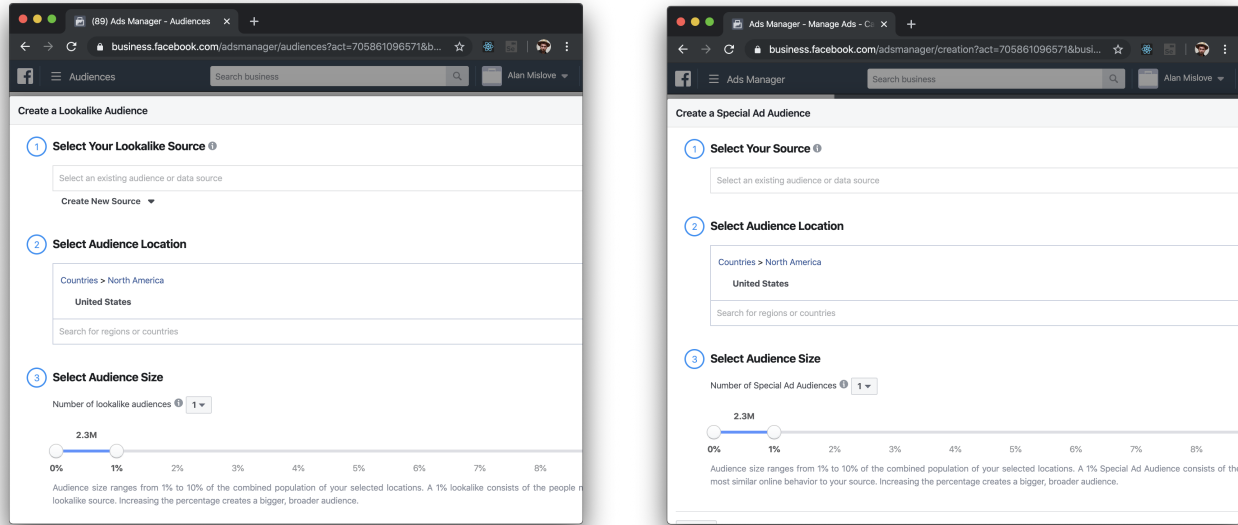 (89) Ads Manager - Audiences
business.facebook.com/adsmanager/audiences?act=705861096571&b...
Audiences
Search business
Alan Mislove
Create a Lookalike Audience
1 Select Your Lookalike Source
Select an existing audience or data source
Create New Source
2 Select Audience Location
Countries > North America
United States
Search for regions or countries
3 Select Audience Size
Number of lookalike audiences 1
2.3M
0% 1% 2% 3% 4% 5% 6% 7% 8%
Audience size ranges from 1% to 10% of the combined population of your selected locations. A 1% lookalike consists of the people
lookalike source. Increasing the percentage creates a bigger, broader audience.
Ads Manager - Manage Ads -
business.facebook.com/adsmanager/creation?act=705861096571&busi...
Ads Manager
Search business
Alan Mislove
Create a Special Ad Audience
1 Select Your Source
Select an existing audience or data source
2 Select Audience Location
Countries > North America
United States
Search for regions or countries
3 Select Audience Size
Number of Special Ad Audiences 1
2.3M
0% 1% 2% 3% 4% 5% 6% 7% 8%
Audience size ranges from 1% to 10% of the combined population of your selected locations. A 1% Special Ad Audience consists of the
most similar online behavior to your source. Increasing the percentage creates a bigger, broader audience.